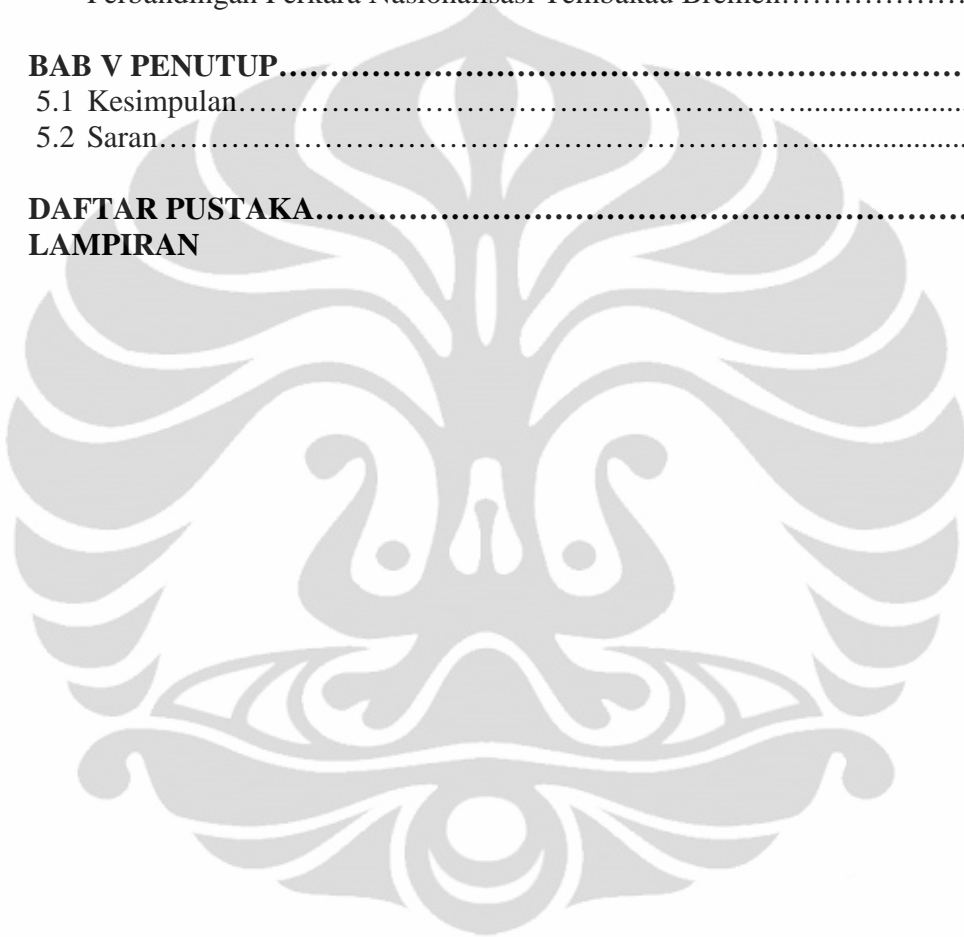 Perbandingan Perkara Nasionalisasi Tembakau Bremen………………
BAB V PENUTUP………………………………………………………………
5.1 Kesimpulan……………………………………………………...................
5.2 Saran……………………………………………………………..................
DAFTAR PUSTAKA……………………………………………………………
LAMPIRAN